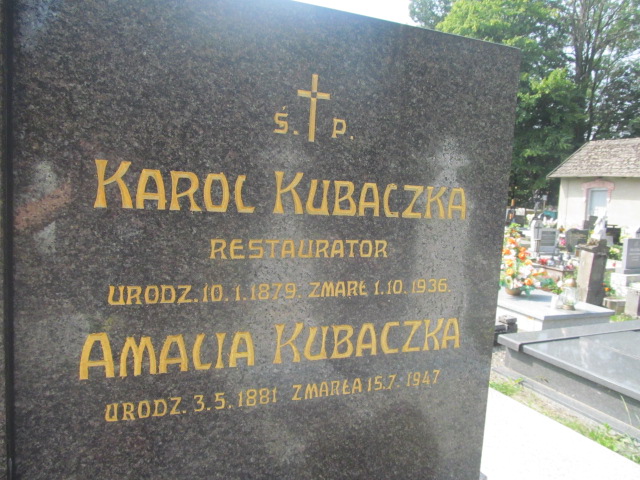 Ś. P.
KAROL KUBACZKA
RESTAURATOR
URODZ. 10. 1. 1879. ZMARŁ 1. 10. 1936.
AMALIA KUBACZKA
URODZ. 3. 5. 1881 ZMARŁA 15. 7. 1947